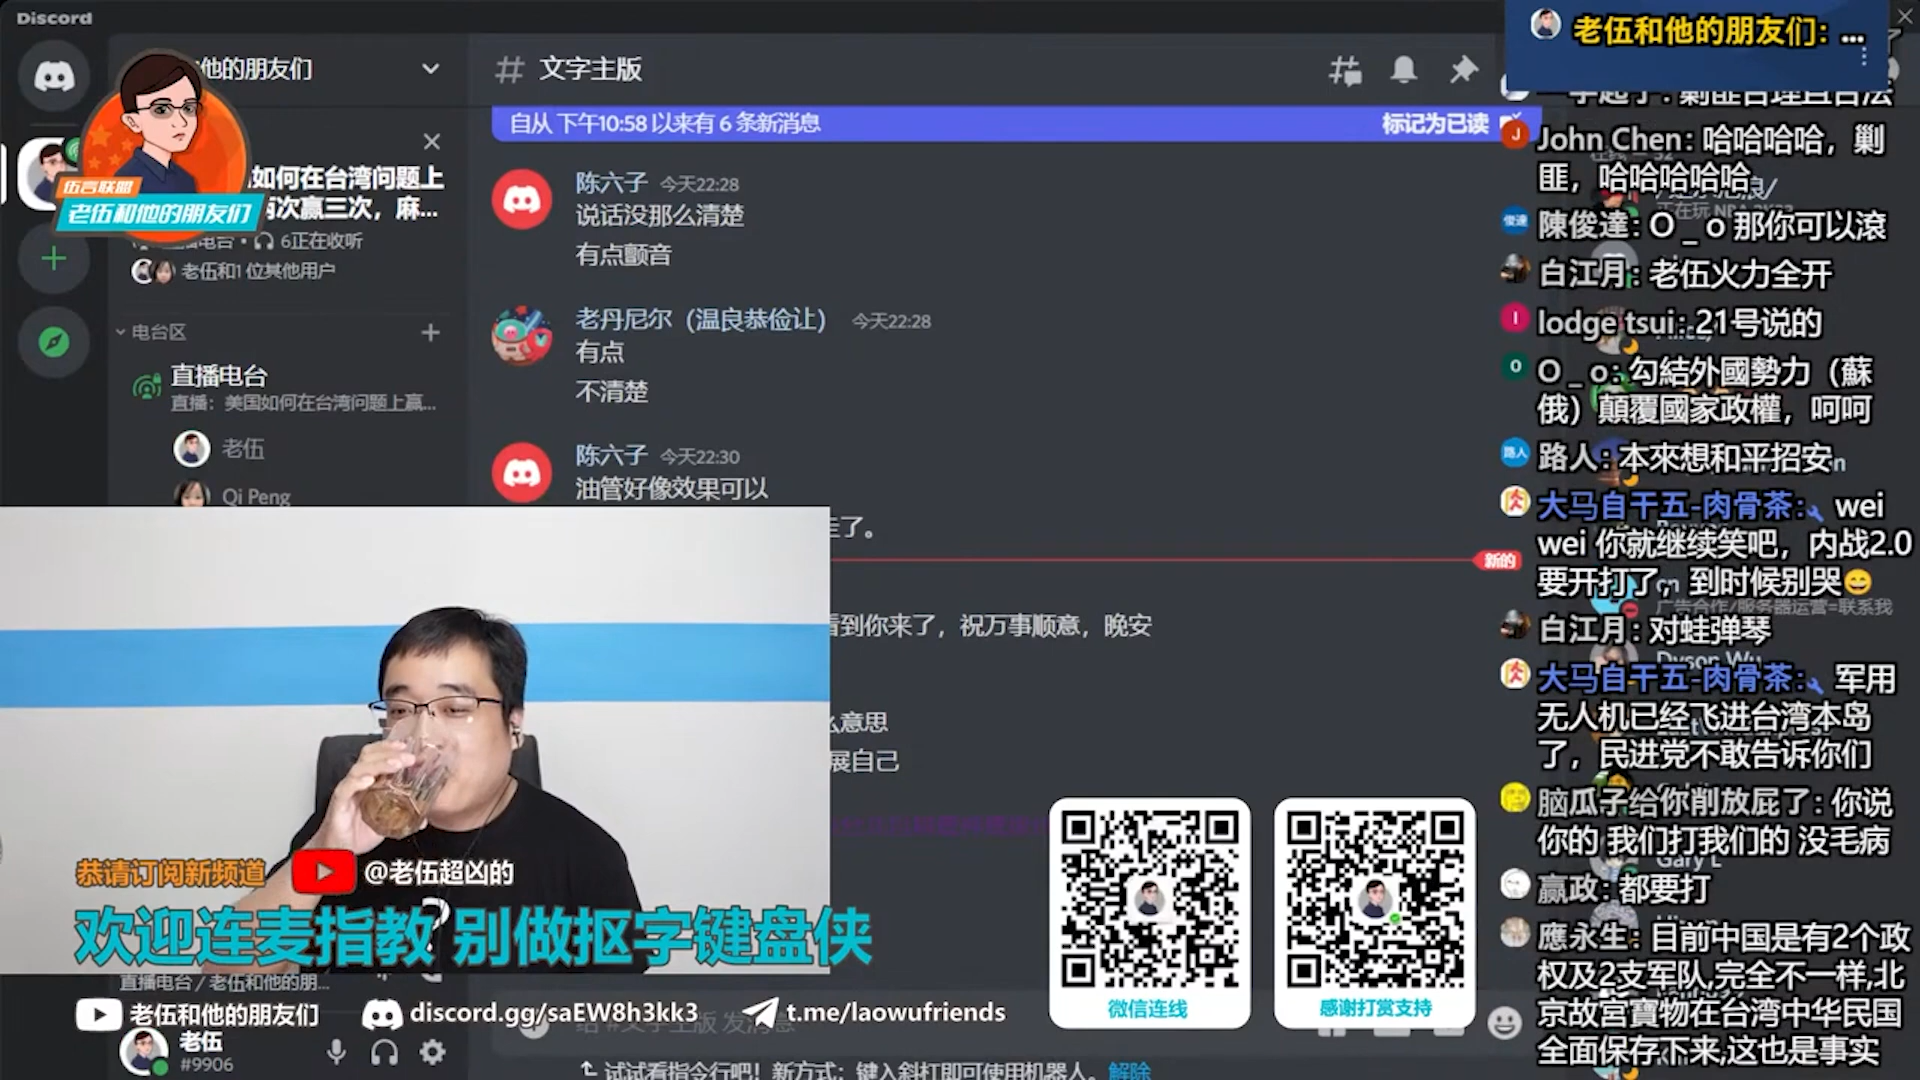 Discord
他的朋友们
伍言联盟
老伍和他的朋友们
如何在台湾问题上
两次赢三次，麻...
6正在收听
老伍和1 位其他用户
电台区
直播电台
直播：美国如何在台湾问题上赢...
老伍
Qi Peng
文字主版
自从 下午10:58 以来有 6 条新消息
标记为已读
陈六子 今天22:28
说话没那么清楚
有点颤音
老丹尼尔（温良恭俭让） 今天22:28
有点
不清楚
陈六子 今天22:30
油管好像效果可以
了。
新的
看到你来了，祝万事顺意，晚安
么意思
展自己
恭请订阅新频道
@老伍超凶的
欢迎连麦指教 别做抠字键盘侠
直播电台 / 老伍和他的朋...
老伍和他的朋友们
discord.gg/saEW8h3kk3
t.me/laowufriends
老伍
#9906
微信连线
感谢打赏支持
试试看指令行吧！新方式：键入斜打即可使用机器人。 解除
老伍和他的朋友们: ...
John Chen: 哈哈哈哈，剿
匪，哈哈哈哈哈
俊達
陳俊達: O _ o 那你可以滾
白江月: 老伍火力全开
lodge tsui: 21号说的
O _ o: 勾結外國勢力（蘇
俄）顛覆國家政權，呵呵
路人
路人: 本來想和平招安
大马自干五-肉骨茶: wei
wei 你就继续笑吧，内战2.0
要开打了，到时候别哭😄
广告合作/服务器运营=联系我
白江月: 对蛙弹琴
Dyson Wu
大马自干五-肉骨茶: 军用
无人机已经飞进台湾本岛
了，民进党不敢告诉你们
脑瓜子给你削放屁了: 你说
你的 我们打我们的 没毛病
Gary L
嬴政: 都要打
應永生: 目前中国是有2个政
权及2支军队,完全不一样,北
京故宫寶物在台湾中华民国
全面保存下来,这也是事实